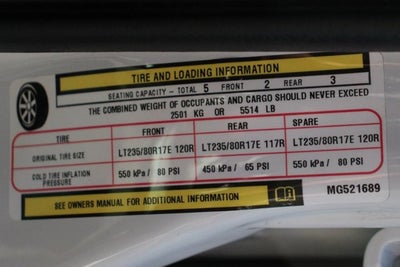 TIRE AND LOADING INFORMATION
SEATING CAPACITY - TOTAL 5 FRONT 2 REAR 3
THE COMBINED WEIGHT OF OCCUPANTS AND CARGO SHOULD NEVER EXCEED
2501 KG OR 5514 LB
TIRE FRONT REAR SPARE
ORIGINAL TIRE SIZE LT235/80R17E 120R LT235/80R17E 117R LT235/80R17E 120R
COLD TIRE INFLATION PRESSURE 550 kPa / 80 PSI 450 kPa / 65 PSI 550 kPa / 80 PSI
SEE OWNERS MANUAL FOR ADDITIONAL INFORMATION
MG521689